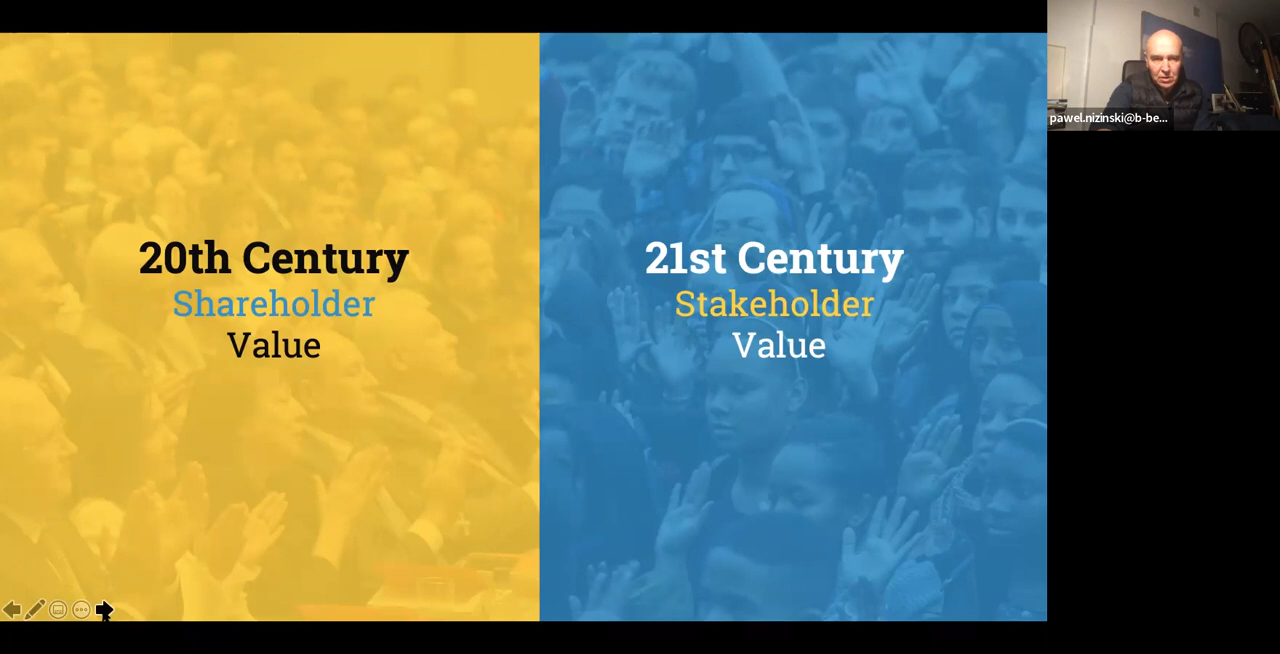 20th Century
Shareholder
Value
21st Century
Stakeholder
Value
pawel.nizinski@b-be...